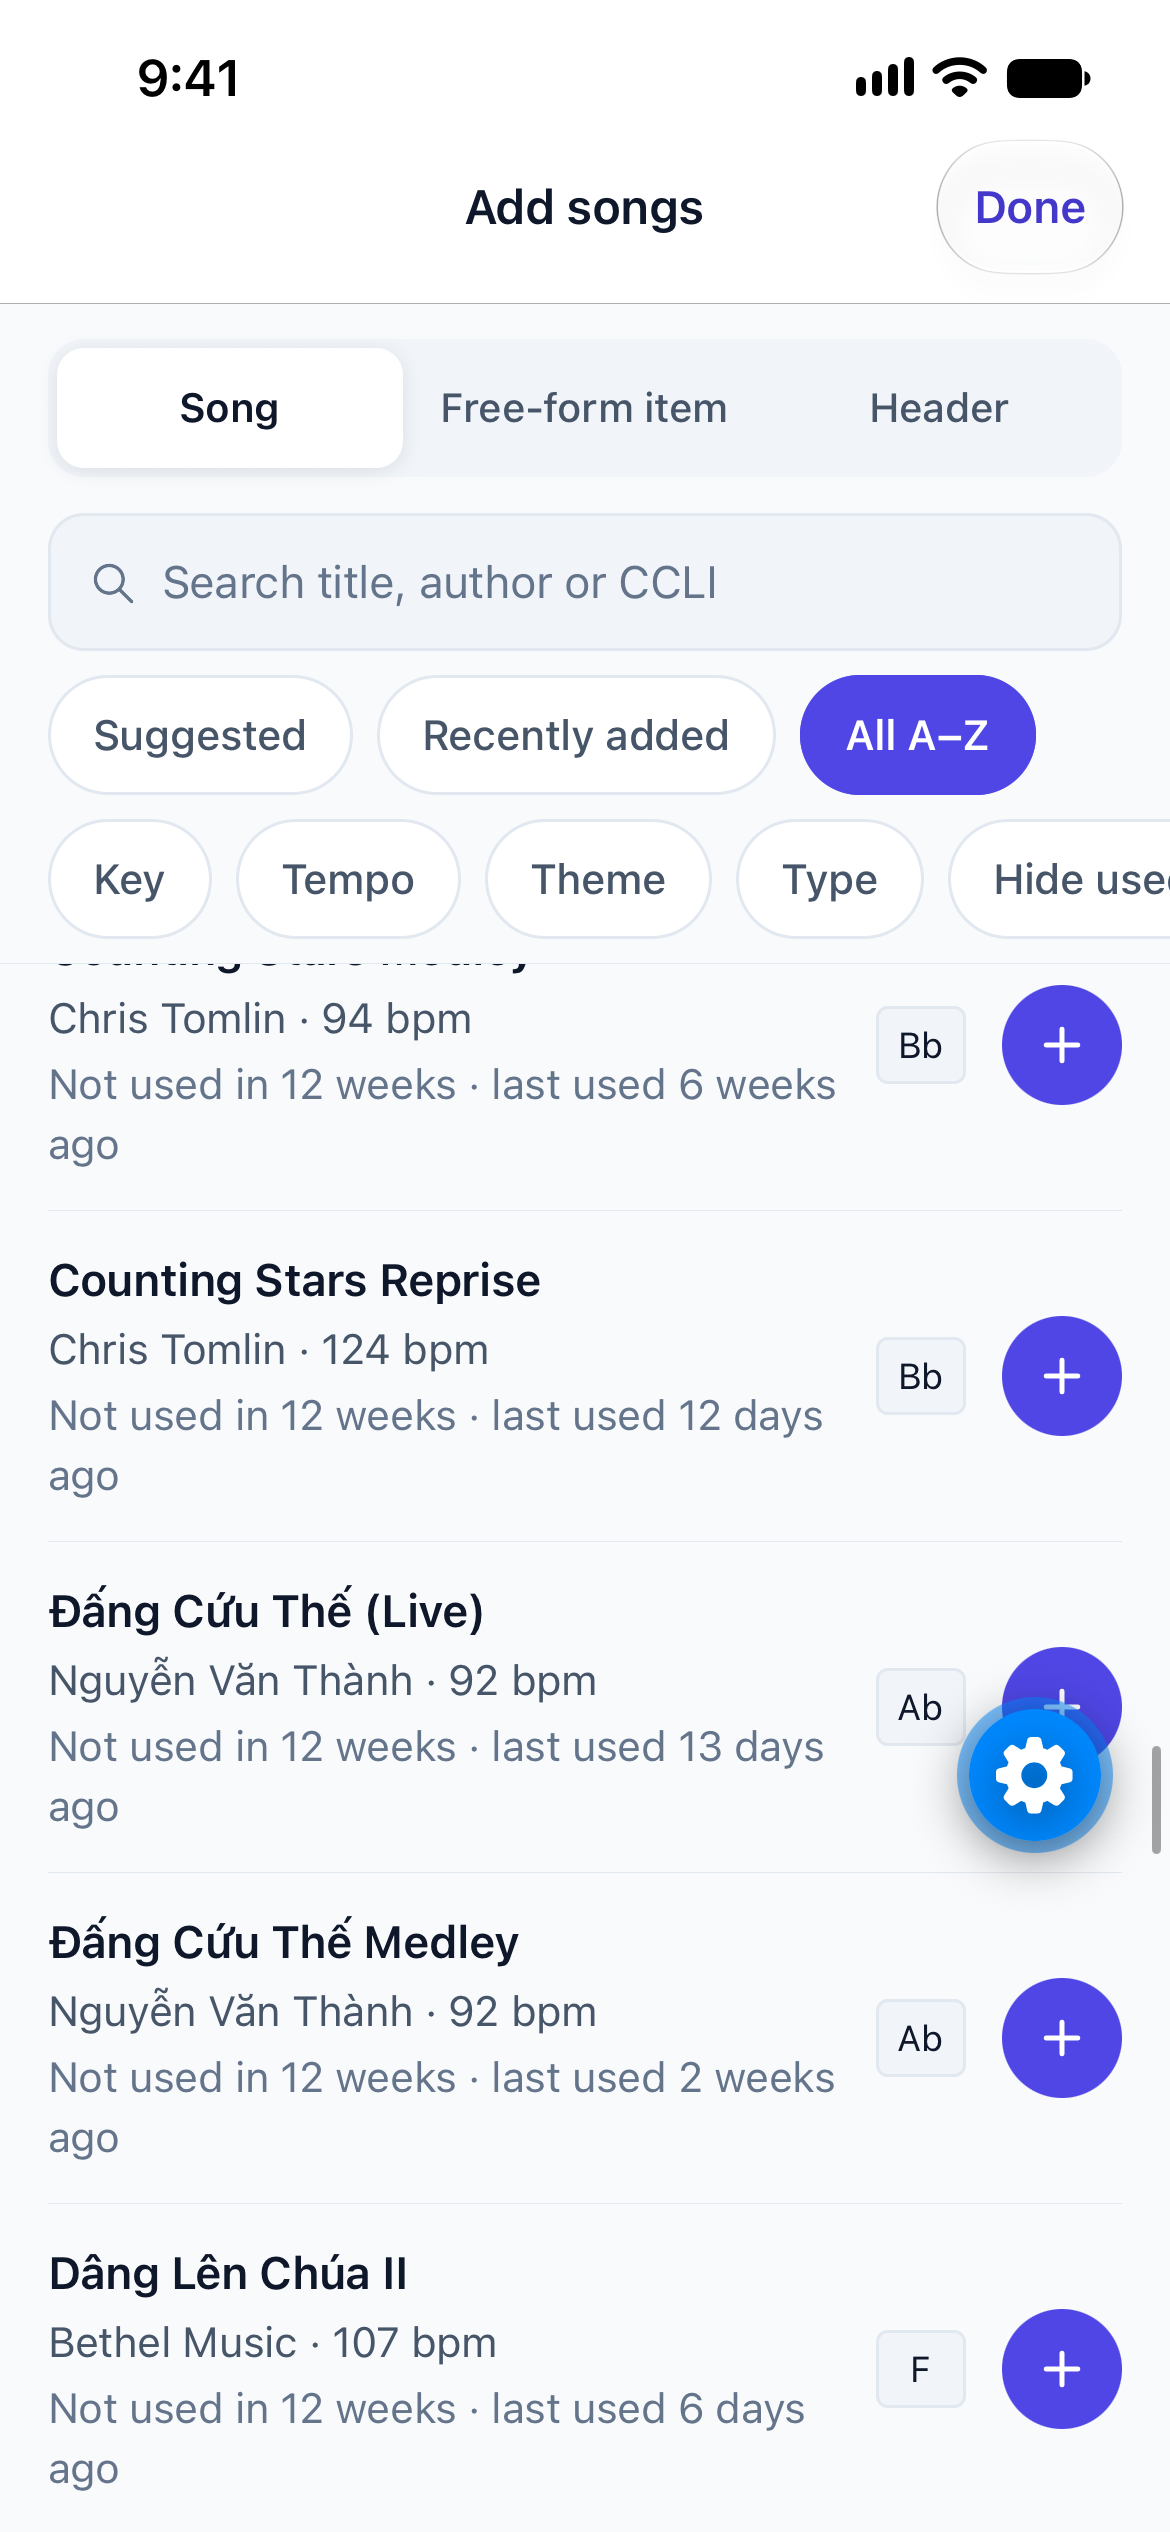 9:41
Add songs
Done
Song
Free-form item
Header
Search title, author or CCLI
Suggested
Recently added
All A–Z
Key
Tempo
Theme
Type
Hide used
Counting Stars Medley
Chris Tomlin · 94 bpm
Not used in 12 weeks · last used 6 weeks
ago
Bb
Counting Stars Reprise
Chris Tomlin · 124 bpm
Not used in 12 weeks · last used 12 days
ago
Bb
Đấng Cứu Thế (Live)
Nguyễn Văn Thành · 92 bpm
Not used in 12 weeks · last used 13 days
ago
Ab
Đấng Cứu Thế Medley
Nguyễn Văn Thành · 92 bpm
Not used in 12 weeks · last used 2 weeks
ago
Ab
Dâng Lên Chúa II
Bethel Music · 107 bpm
Not used in 12 weeks · last used 6 days
ago
F